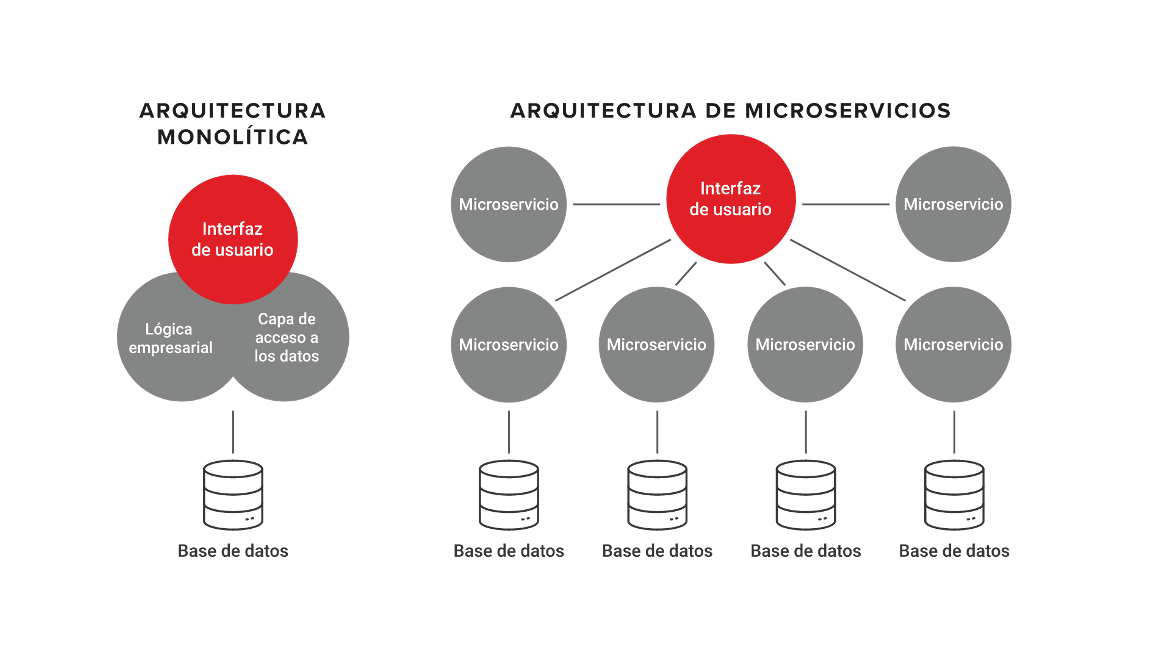 ARQUITECTURA
MONOLÍTICA
Interfaz
de usuario
Lógica
empresarial
Capa de
acceso a
los datos
Base de datos
ARQUITECTURA DE MICROSERVICIOS
Microservicio
Interfaz
de usuario
Microservicio
Microservicio
Microservicio
Microservicio
Microservicio
Base de datos
Base de datos
Base de datos
Base de datos